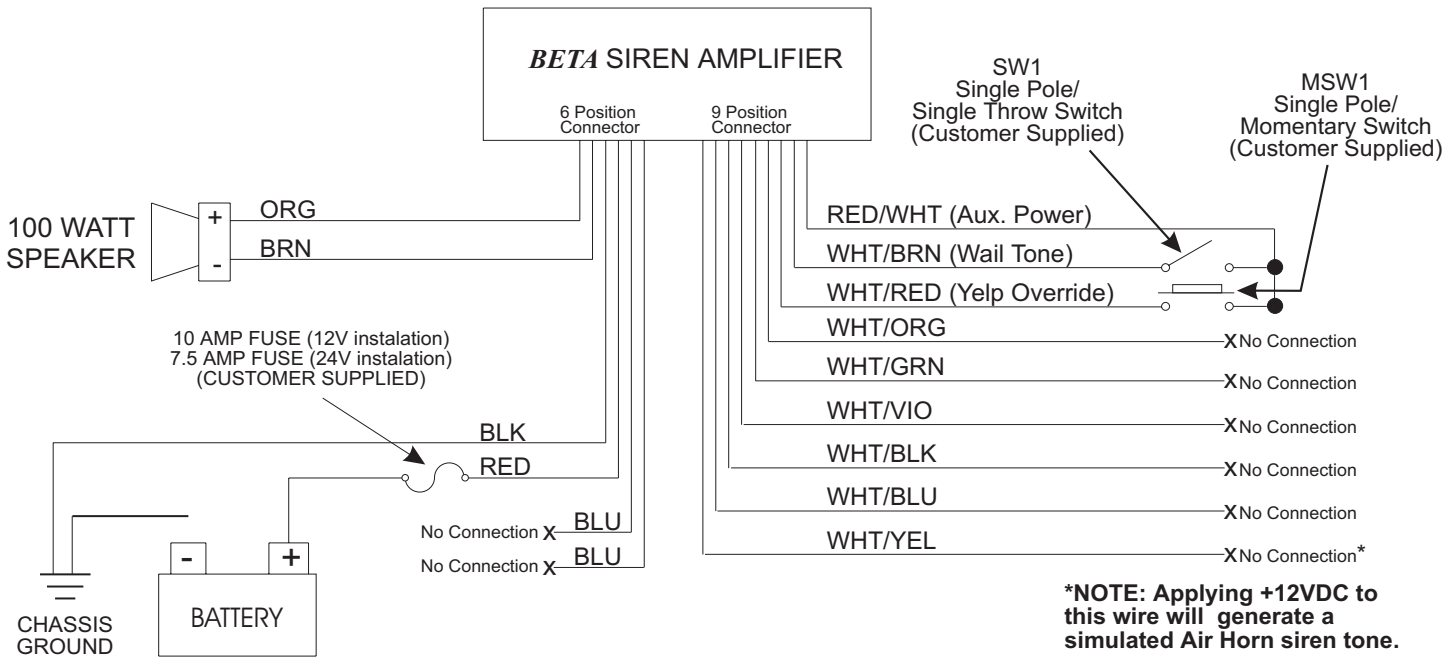 BETA SIREN AMPLIFIER
6 Position
Connector
9 Position
Connector
SW1
Single Pole/
Single Throw Switch
(Customer Supplied)
MSW1
Single Pole/
Momentary Switch
(Customer Supplied)
100 WATT
SPEAKER
+
-
ORG
BRN
10 AMP FUSE (12V instalation)
7.5 AMP FUSE (24V instalation)
(CUSTOMER SUPPLIED)
BLK
RED
No Connection X BLU
No Connection X BLU
- +
BATTERY
CHASSIS
GROUND
RED/WHT (Aux. Power)
WHT/BRN (Wail Tone)
WHT/RED (Yelp Override)
WHT/ORG
X No Connection
WHT/GRN
X No Connection
WHT/VIO
X No Connection
WHT/BLK
X No Connection
WHT/BLU
X No Connection
WHT/YEL
X No Connection*
*NOTE: Applying +12VDC to
this wire will generate a
simulated Air Horn siren tone.